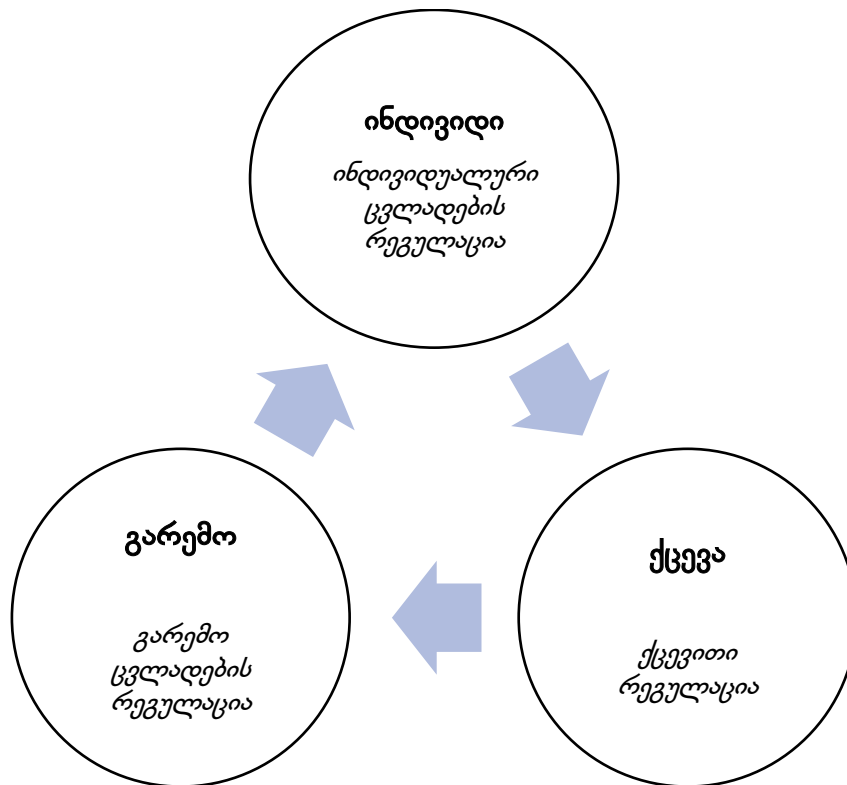 ინდივიდი
ინდივიდუალური
ცვლადების
რეგულაცია
გარემო
გარემო
ცვლადების
რეგულაცია
ქცევა
ქცევითი
რეგულაცია